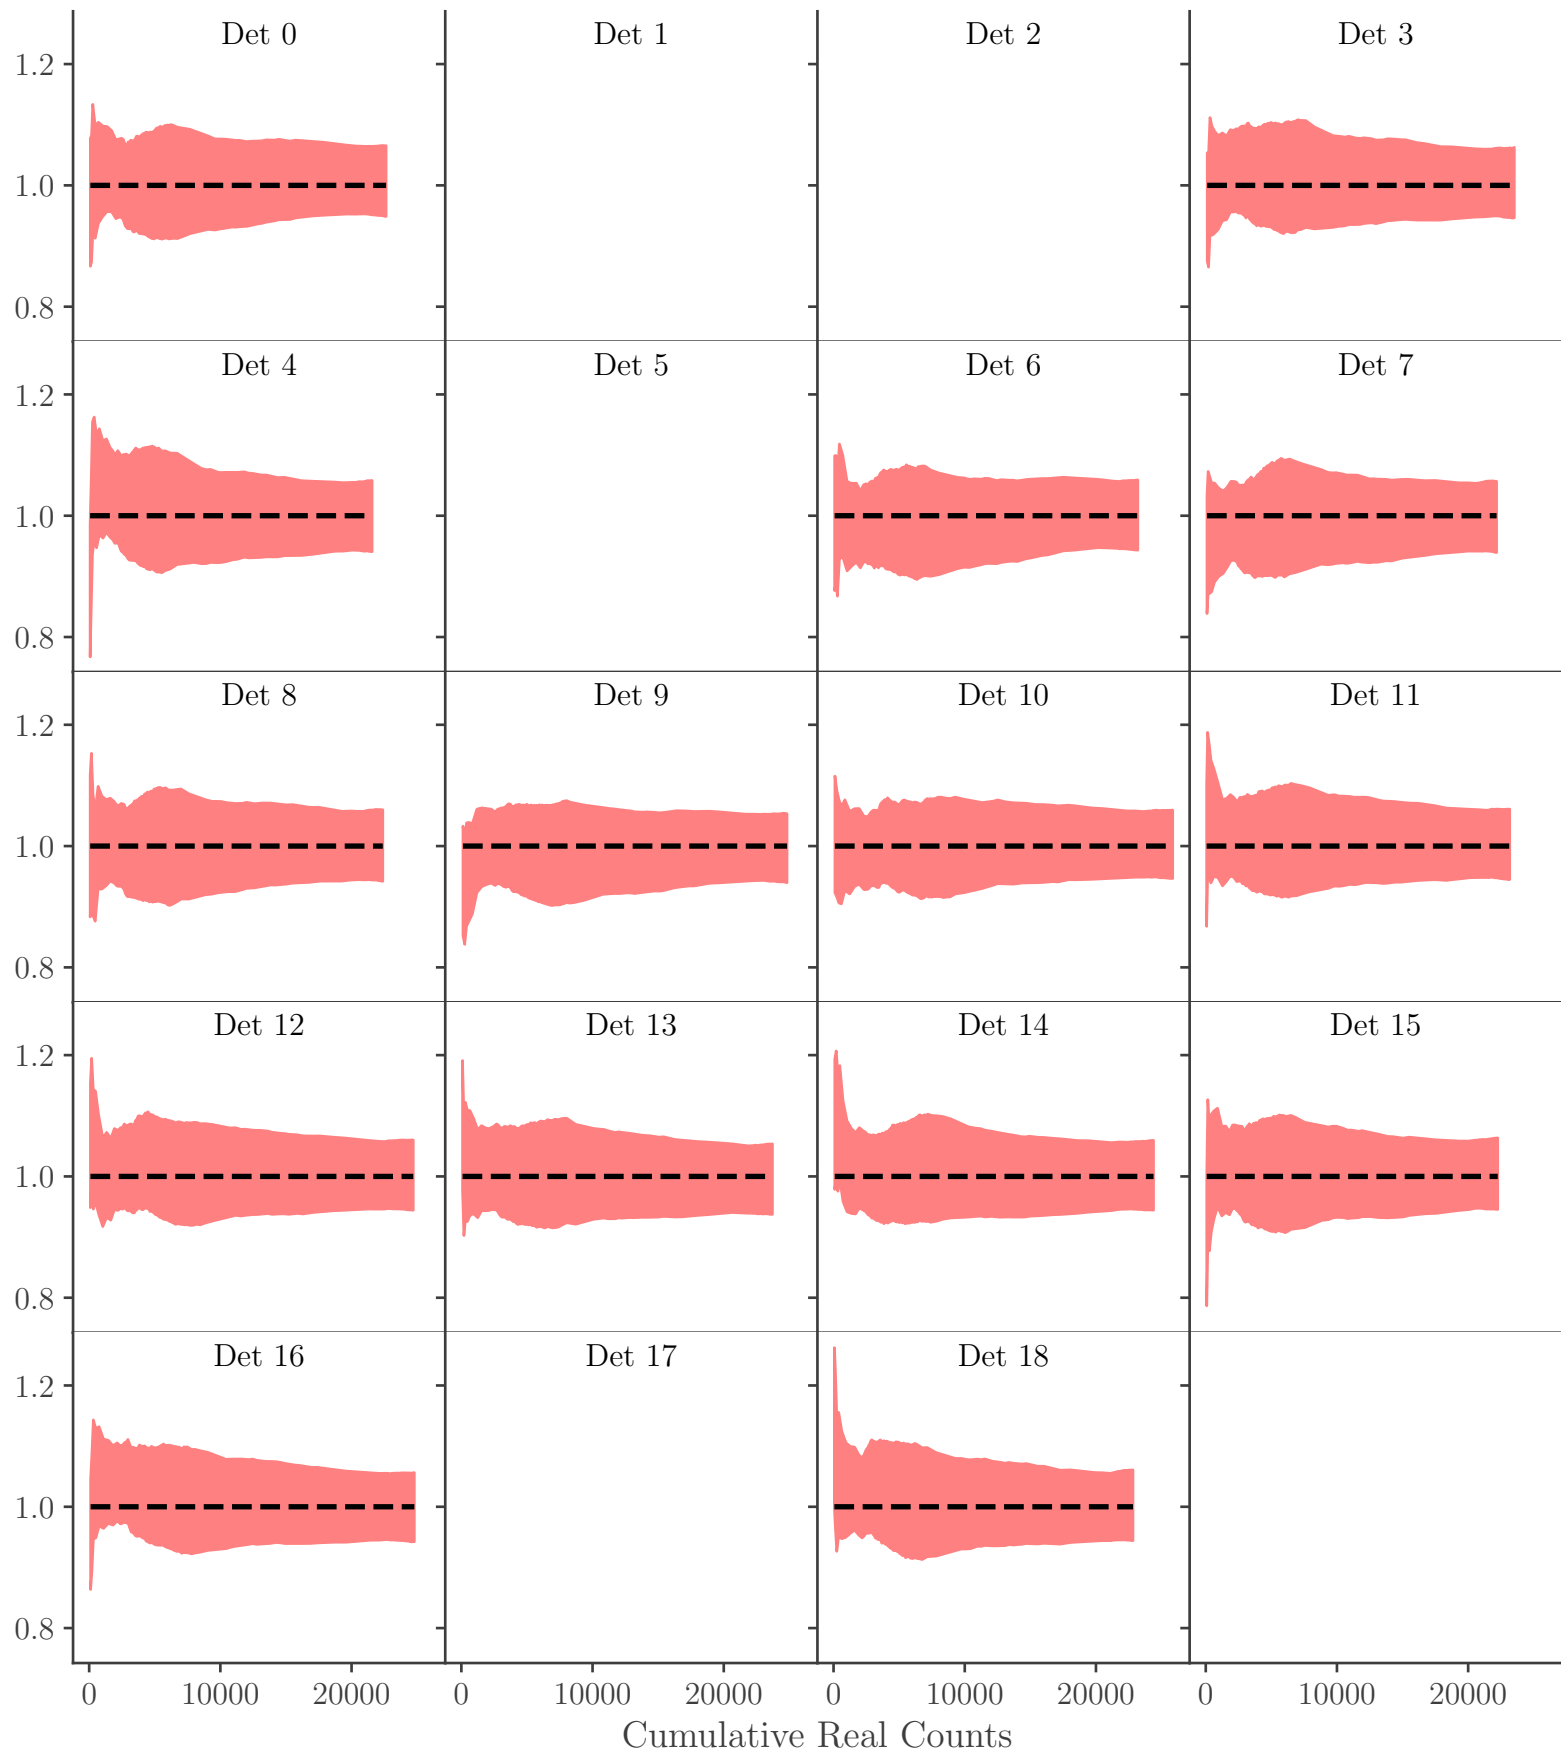 Det 0 Det 1 Det 2 Det 3
1.2
1.0
0.8
Det 4 Det 5 Det 6 Det 7
1.2
1.0
0.8
Det 8 Det 9 Det 10 Det 11
1.2
1.0
0.8
Det 12 Det 13 Det 14 Det 15
1.2
1.0
0.8
Det 16 Det 17 Det 18
1.2
1.0
0.8
0 10000 20000 0 10000 20000 0 10000 20000 0 10000 20000
Cumulative Real Counts